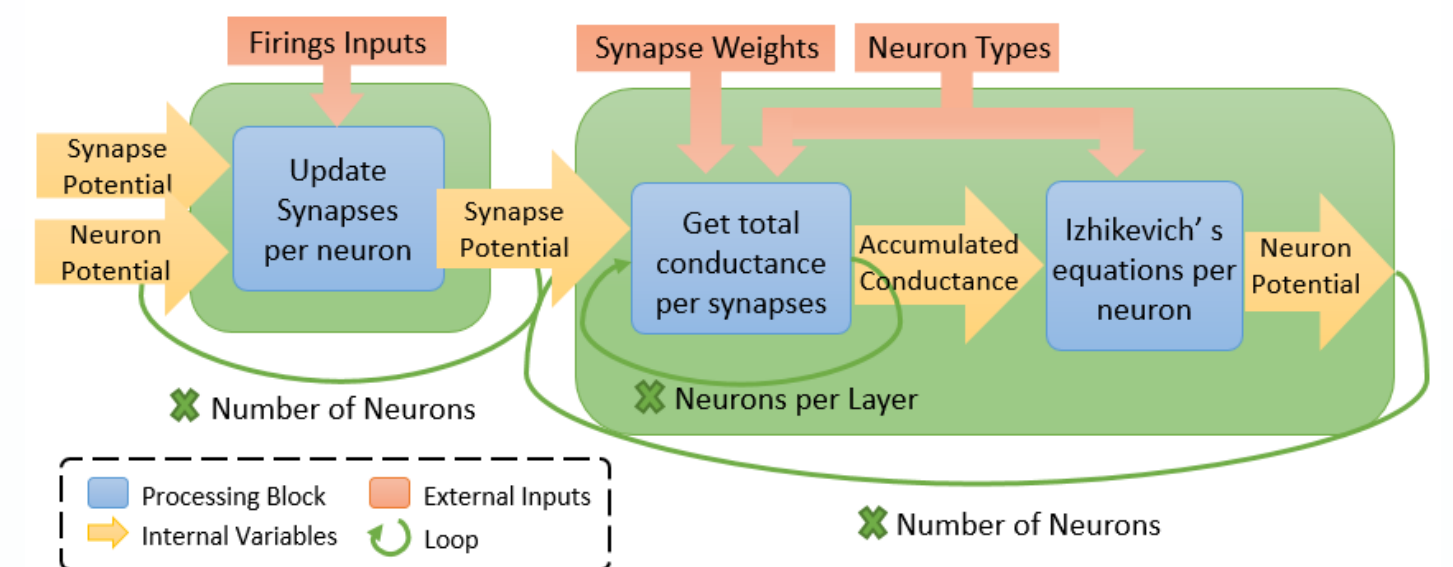 Firings Inputs
Synapse Weights
Neuron Types
Synapse
Potential
Neuron
Potential
Update
Synapses
per neuron
Synapse
Potential
Get total
conductance
per synapses
Accumulated
Conductance
Izhikevich’ s
equations per
neuron
Neuron
Potential
Number of Neurons
Neurons per Layer
Number of Neurons
Processing Block
External Inputs
Internal Variables
Loop